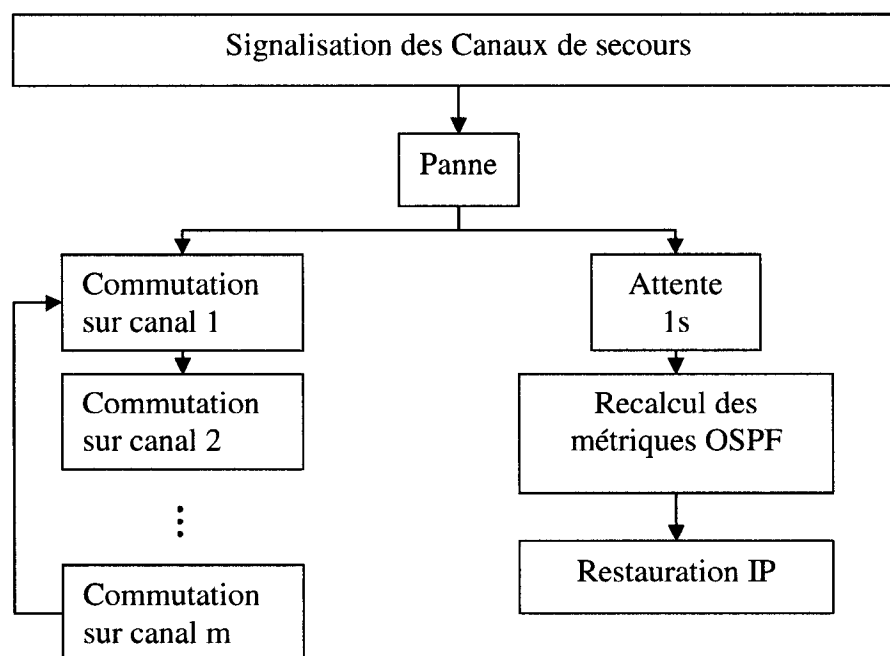 Signalisation des Canaux de secours
Panne
Commutation
sur canal 1
Commutation
sur canal 2
⋮
Commutation
sur canal m
Attente
1s
Recalcul des
métriques OSPF
Restauration IP